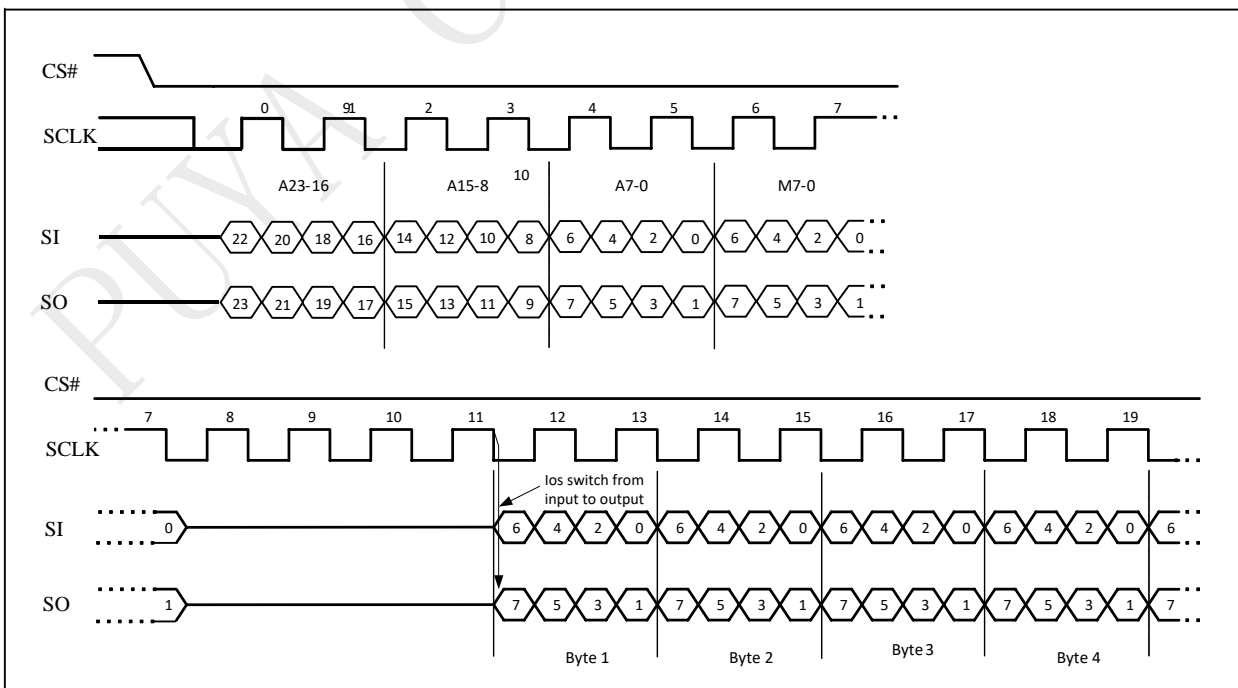 PUYA
CS#
0 91 2 3 4 5 6 7
SCLK
A23-16 A15-8 10 A7-0 M7-0
SI 22 20 18 16 14 12 10 8 6 4 2 0 6 4 2 0
SO 23 21 19 17 15 13 11 9 7 5 3 1 7 5 3 1
CS#
7 8 9 10 11 12 13 14 15 16 17 18 19
SCLK
Ios switch from
input to output
SI 0 6 4 2 0 6 4 2 0 6 4 2 0 6 4 2 0 6
SO 1 7 5 3 1 7 5 3 1 7 5 3 1 7 5 3 1 7
Byte 1 Byte 2 Byte 3 Byte 4